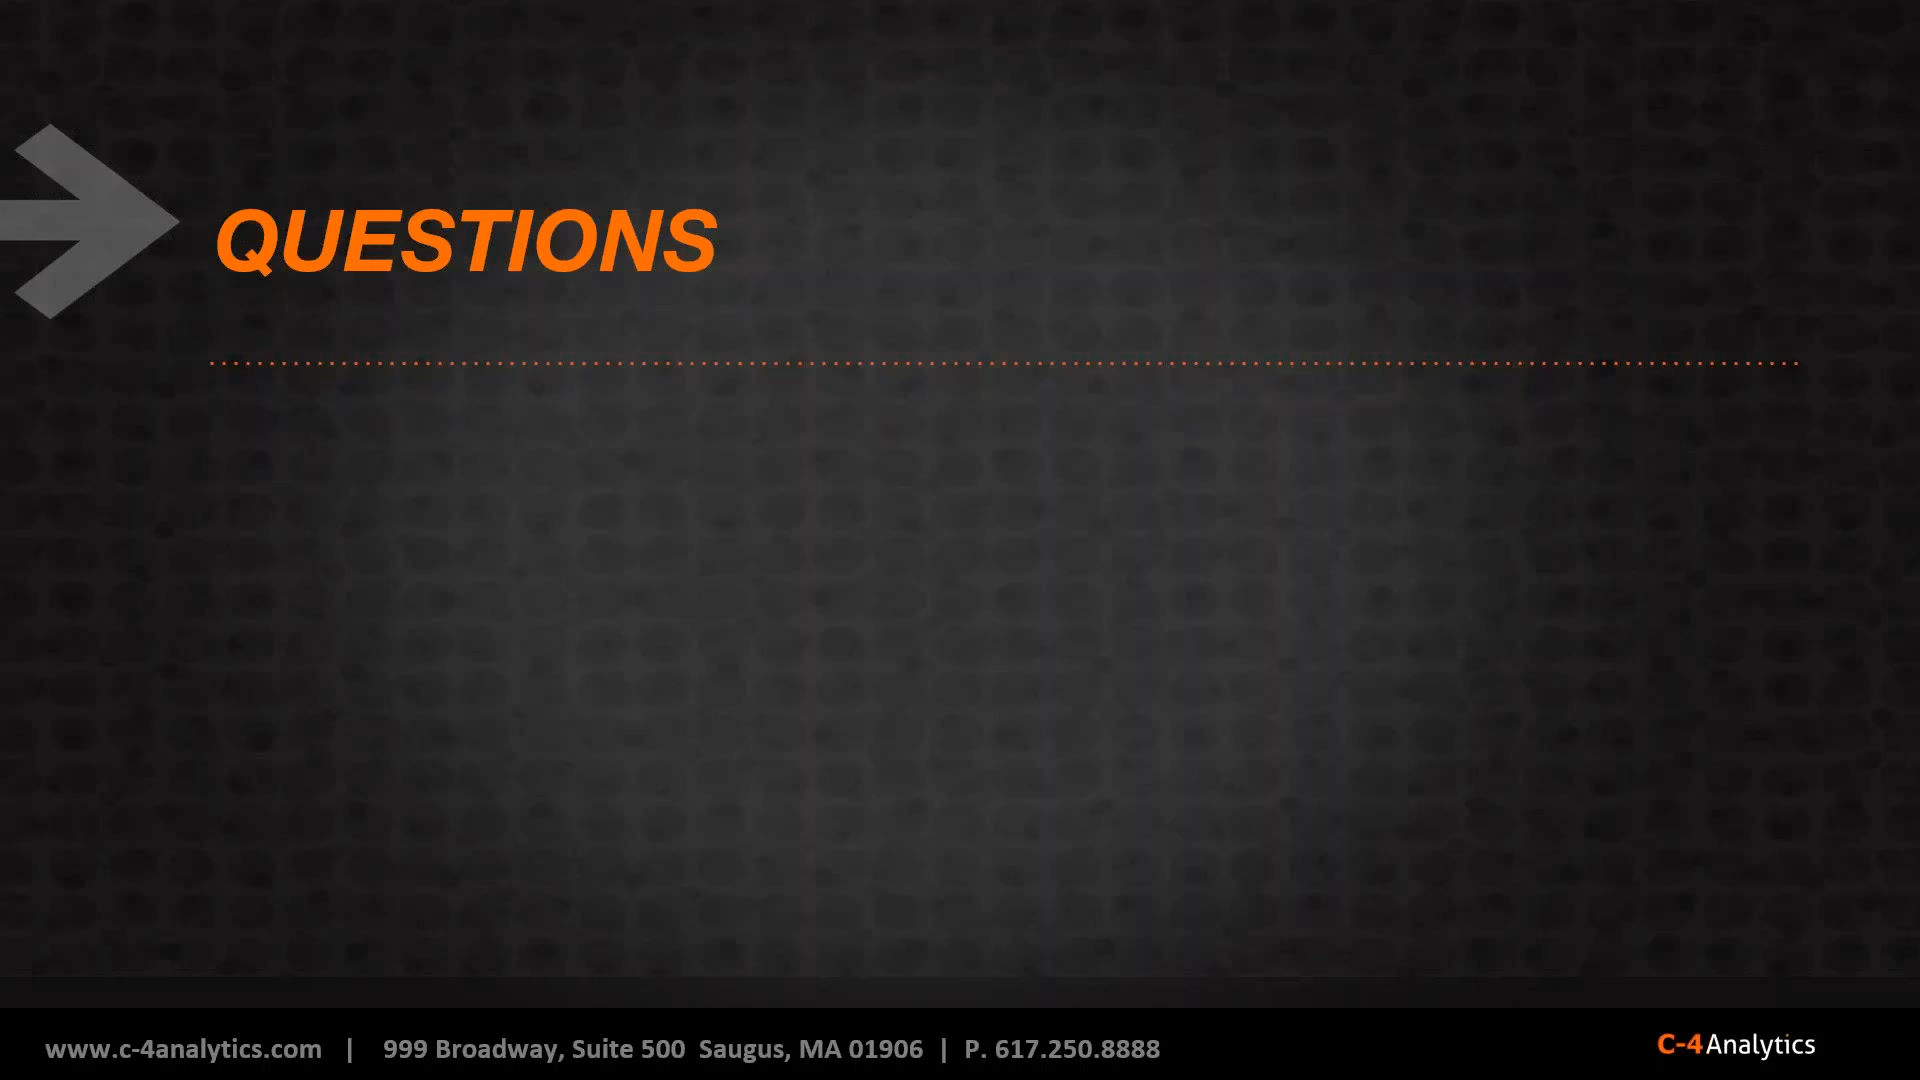 QUESTIONS
www.c-4analytics.com | 999 Broadway, Suite 500 Saugus, MA 01906 | P. 617.250.8888
C-4 Analytics